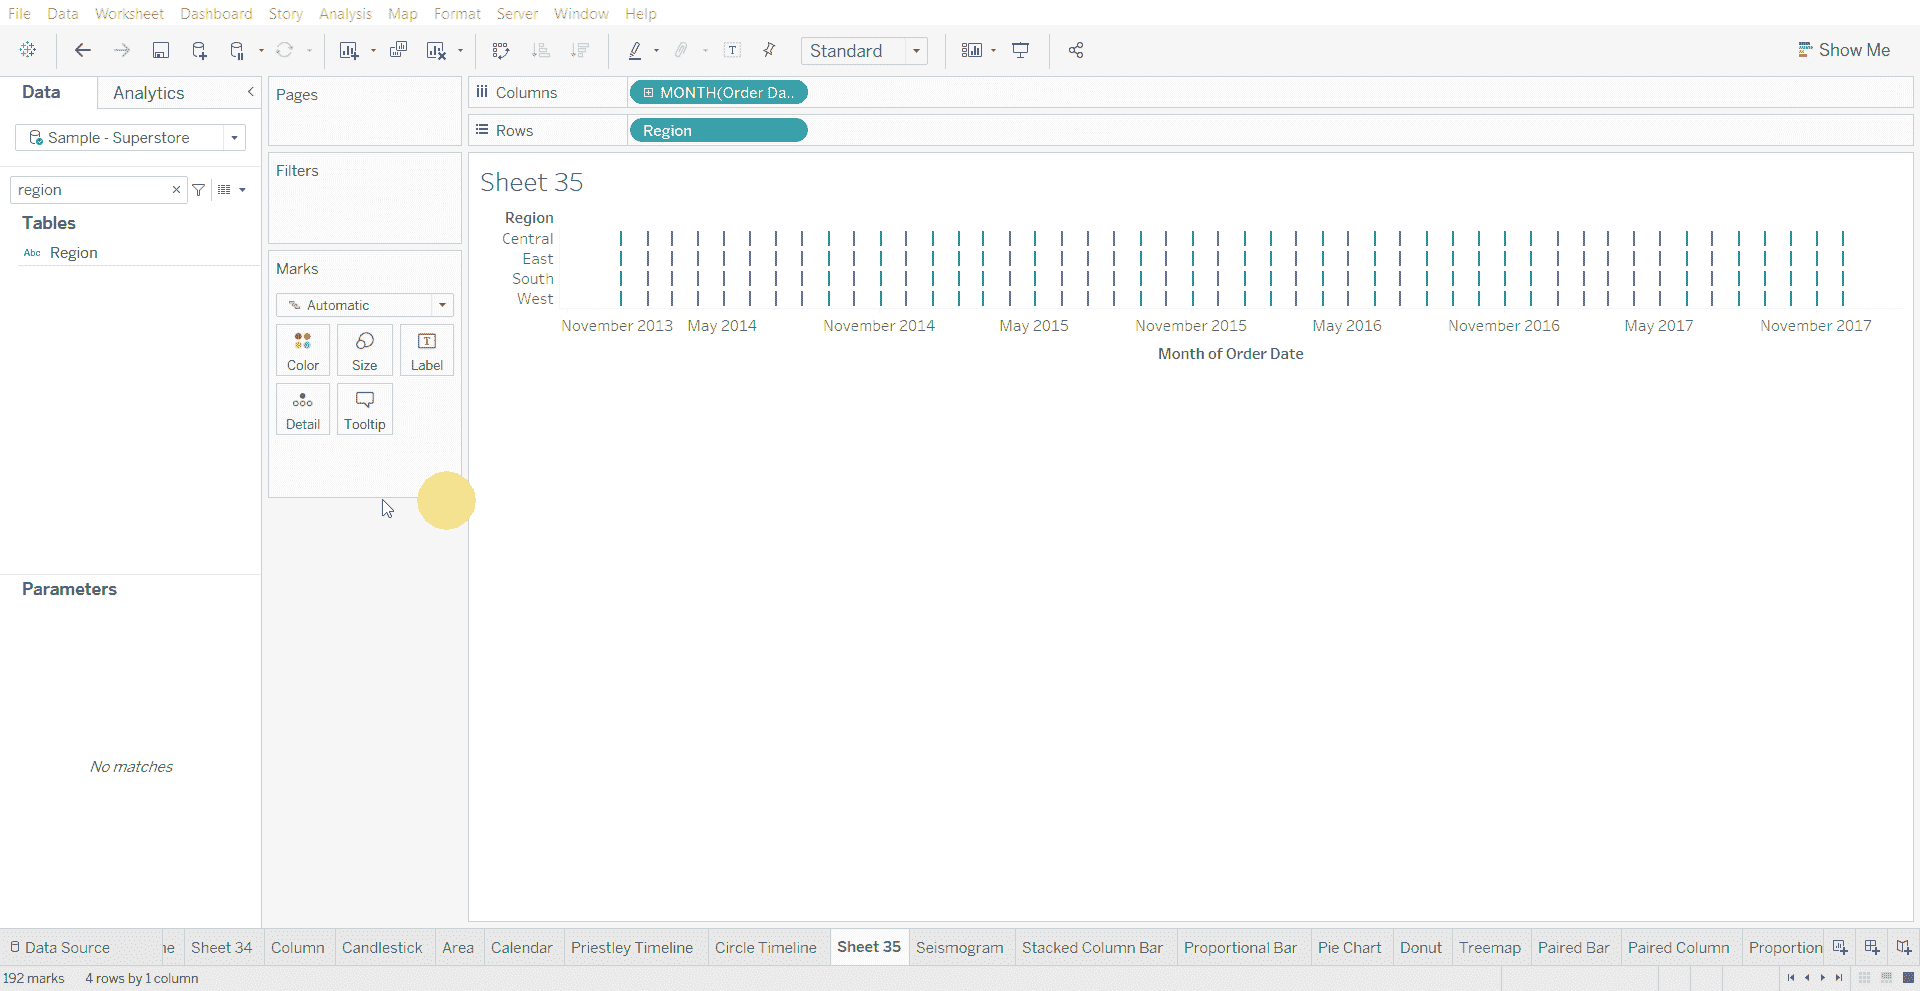 File Data Worksheet Dashboard Story Analysis Map Format Server Window Help
Standard
Show Me
Data
Analytics
Sample - Superstore
region
Tables
Abc Region
Parameters
No matches
Pages
Filters
Marks
Automatic
Color Size Label
Detail Tooltip
Columns MONTH(Order Da..
Rows Region
Sheet 35
Region
Central
East
South
West
November 2013 May 2014 November 2014 May 2015 November 2015 May 2016 November 2016 May 2017 November 2017
Month of Order Date
Data Source ne Sheet 34 Column Candlestick Area Calendar Priestley Timeline Circle Timeline Sheet 35 Seismogram Stacked Column Bar Proportional Bar Pie Chart Donut Treemap Paired Bar Paired Column Proportion
192 marks 4 rows by 1 column